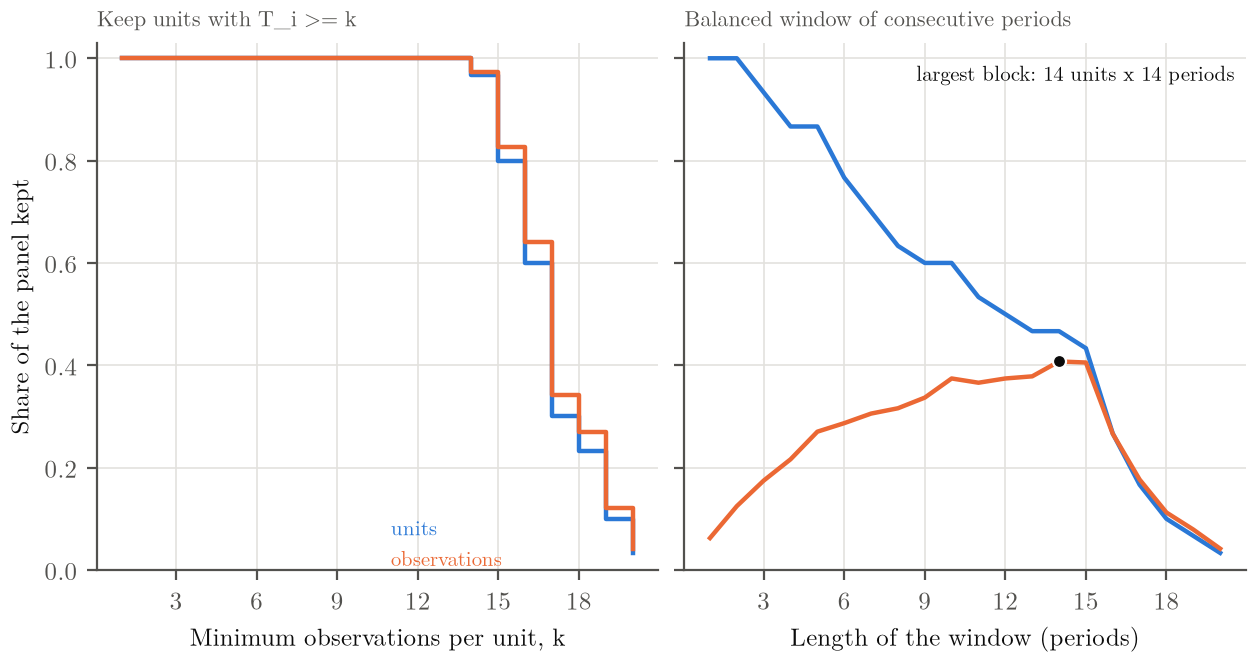 Keep units with T_i >= k
Balanced window of consecutive periods
largest block: 14 units x 14 periods
Share of the panel kept
1.0
0.8
0.6
0.4
0.2
0.0
units
observations
3 6 9 12 15 18
3 6 9 12 15 18
Minimum observations per unit, k
Length of the window (periods)